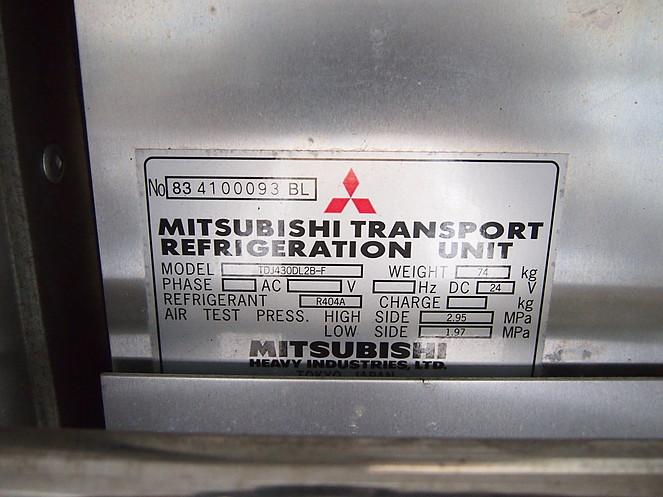 No 83 4100093 BL
MITSUBISHI TRANSPORT
REFRIGERATION UNIT
MODEL TDJ430DL2B-F WEIGHT 74 kg
PHASE AC V Hz DC 24 V
REFRIGERANT R404A CHARGE kg
AIR TEST PRESS. HIGH SIDE 2.95 MPa
LOW SIDE 1.97 MPa
MITSUBISHI
HEAVY INDUSTRIES, LTD.
TOKYO JAPAN